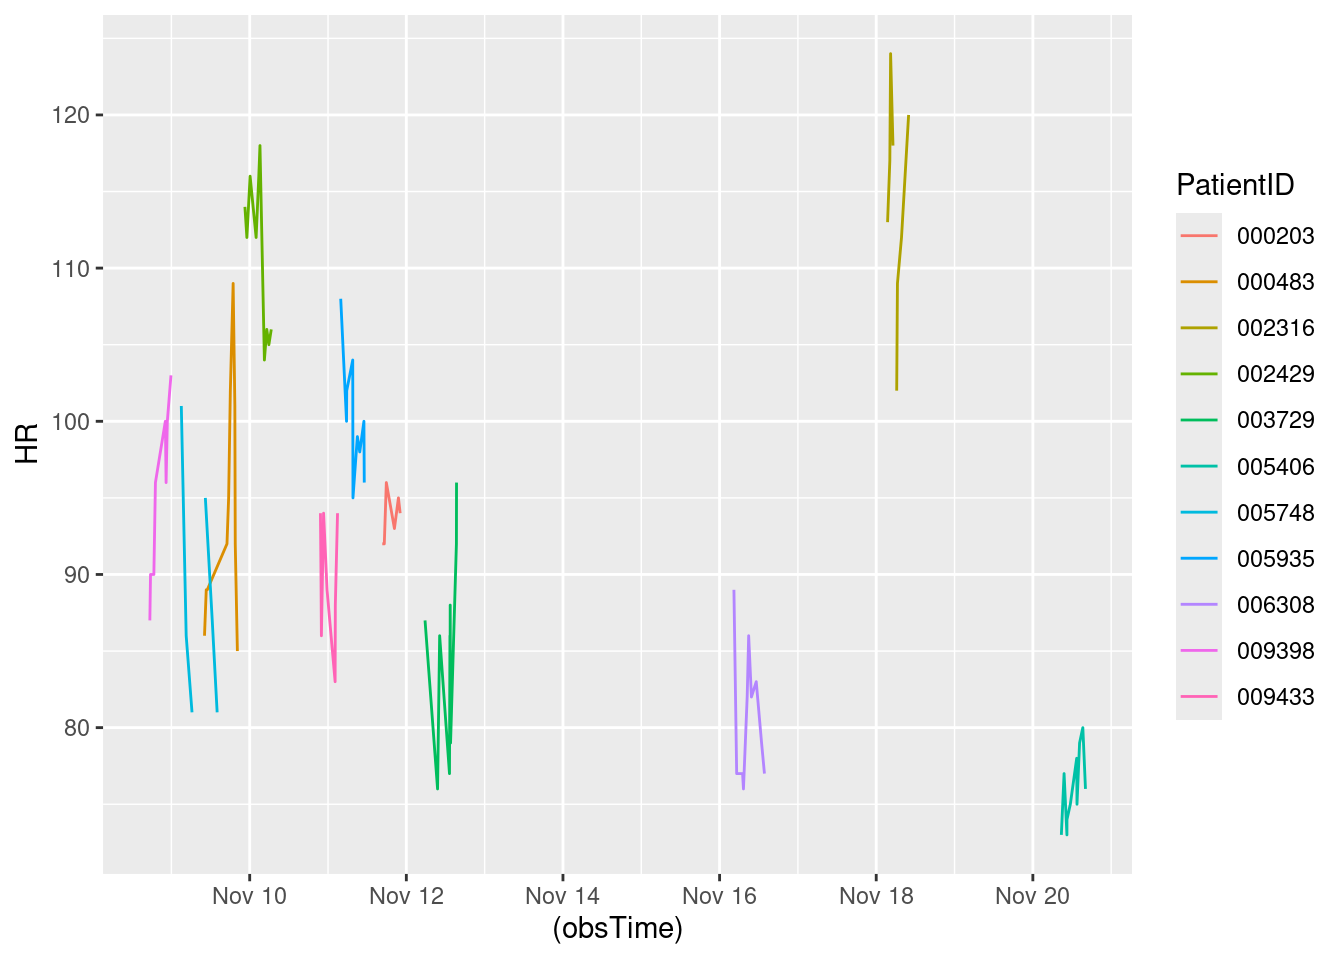 120
110
100
90
80
HR
Nov 10
Nov 12
Nov 14
Nov 16
Nov 18
Nov 20
(obsTime)
PatientID
000203
000483
002316
002429
003729
005406
005748
005935
006308
009398
009433